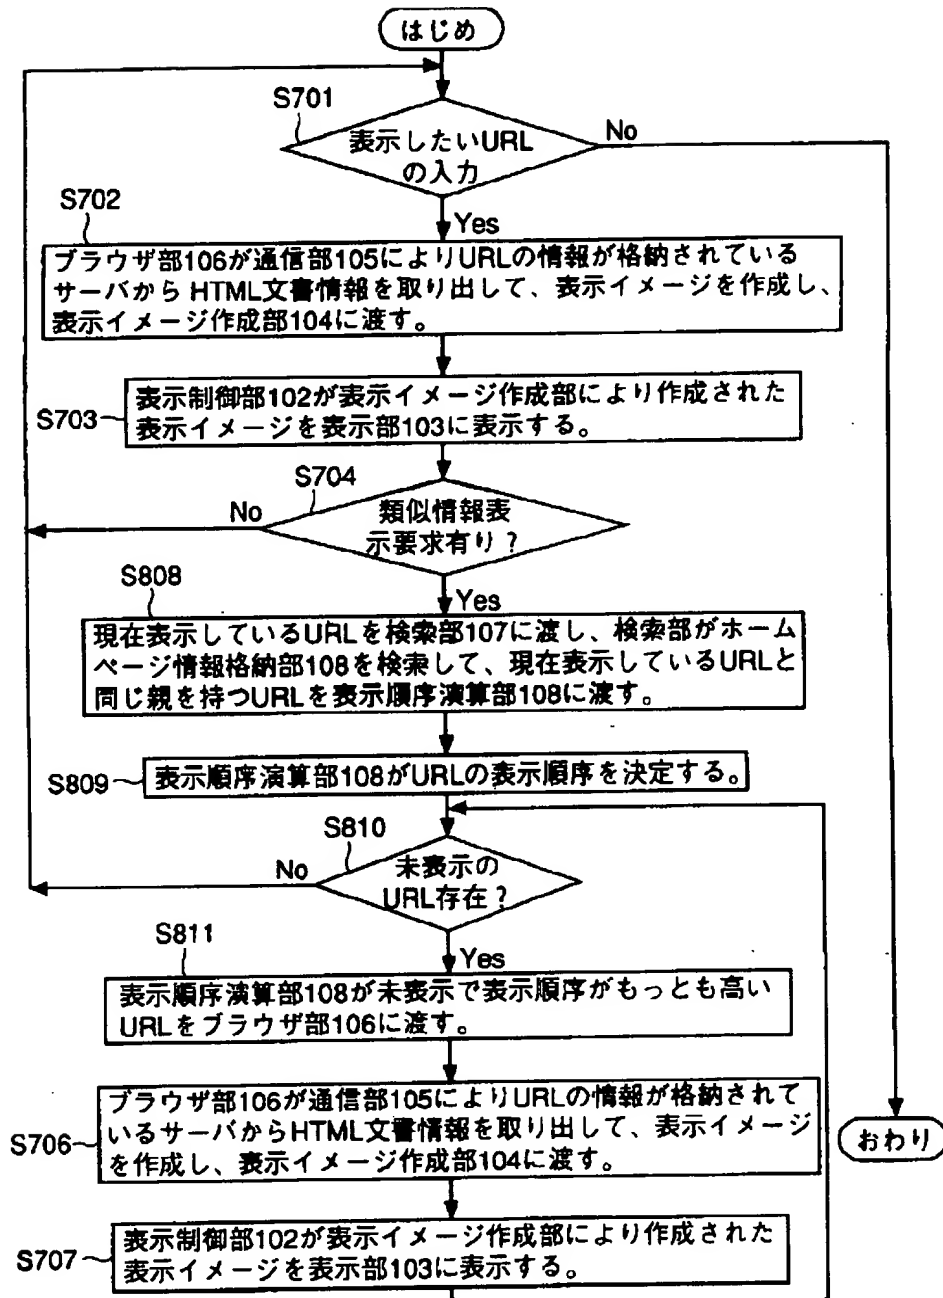 はじめ
S701
表示したいURL
の入力
No
Yes
S702
ブラウザ部106が通信部105によりURLの情報が格納されている
サーバから HTML文書情報を取り出して、表示イメージを作成し、
表示イメージ作成部104に渡す。
S703
表示制御部102が表示イメージ作成部により作成された
表示イメージを表示部103に表示する。
S704
No
類似情報表
示要求有り?
Yes
S808
現在表示しているURLを検索部107に渡し、検索部がホーム
ページ情報格納部108を検索して、現在表示しているURLと
同じ親を持つURLを表示順序演算部108に渡す。
S809
表示順序演算部108がURLの表示順序を決定する。
S810
No
未表示の
URL存在?
Yes
S811
表示順序演算部108が未表示で表示順序がもっとも高い
URLをブラウザ部106に渡す。
S706
ブラウザ部106が通信部105によりURLの情報が格納されて
いるサーバからHTML文書情報を取り出して、表示イメージ
を作成し、表示イメージ作成部104に渡す。
おわり
S707
表示制御部102が表示イメージ作成部により作成された
表示イメージを表示部103に表示する。